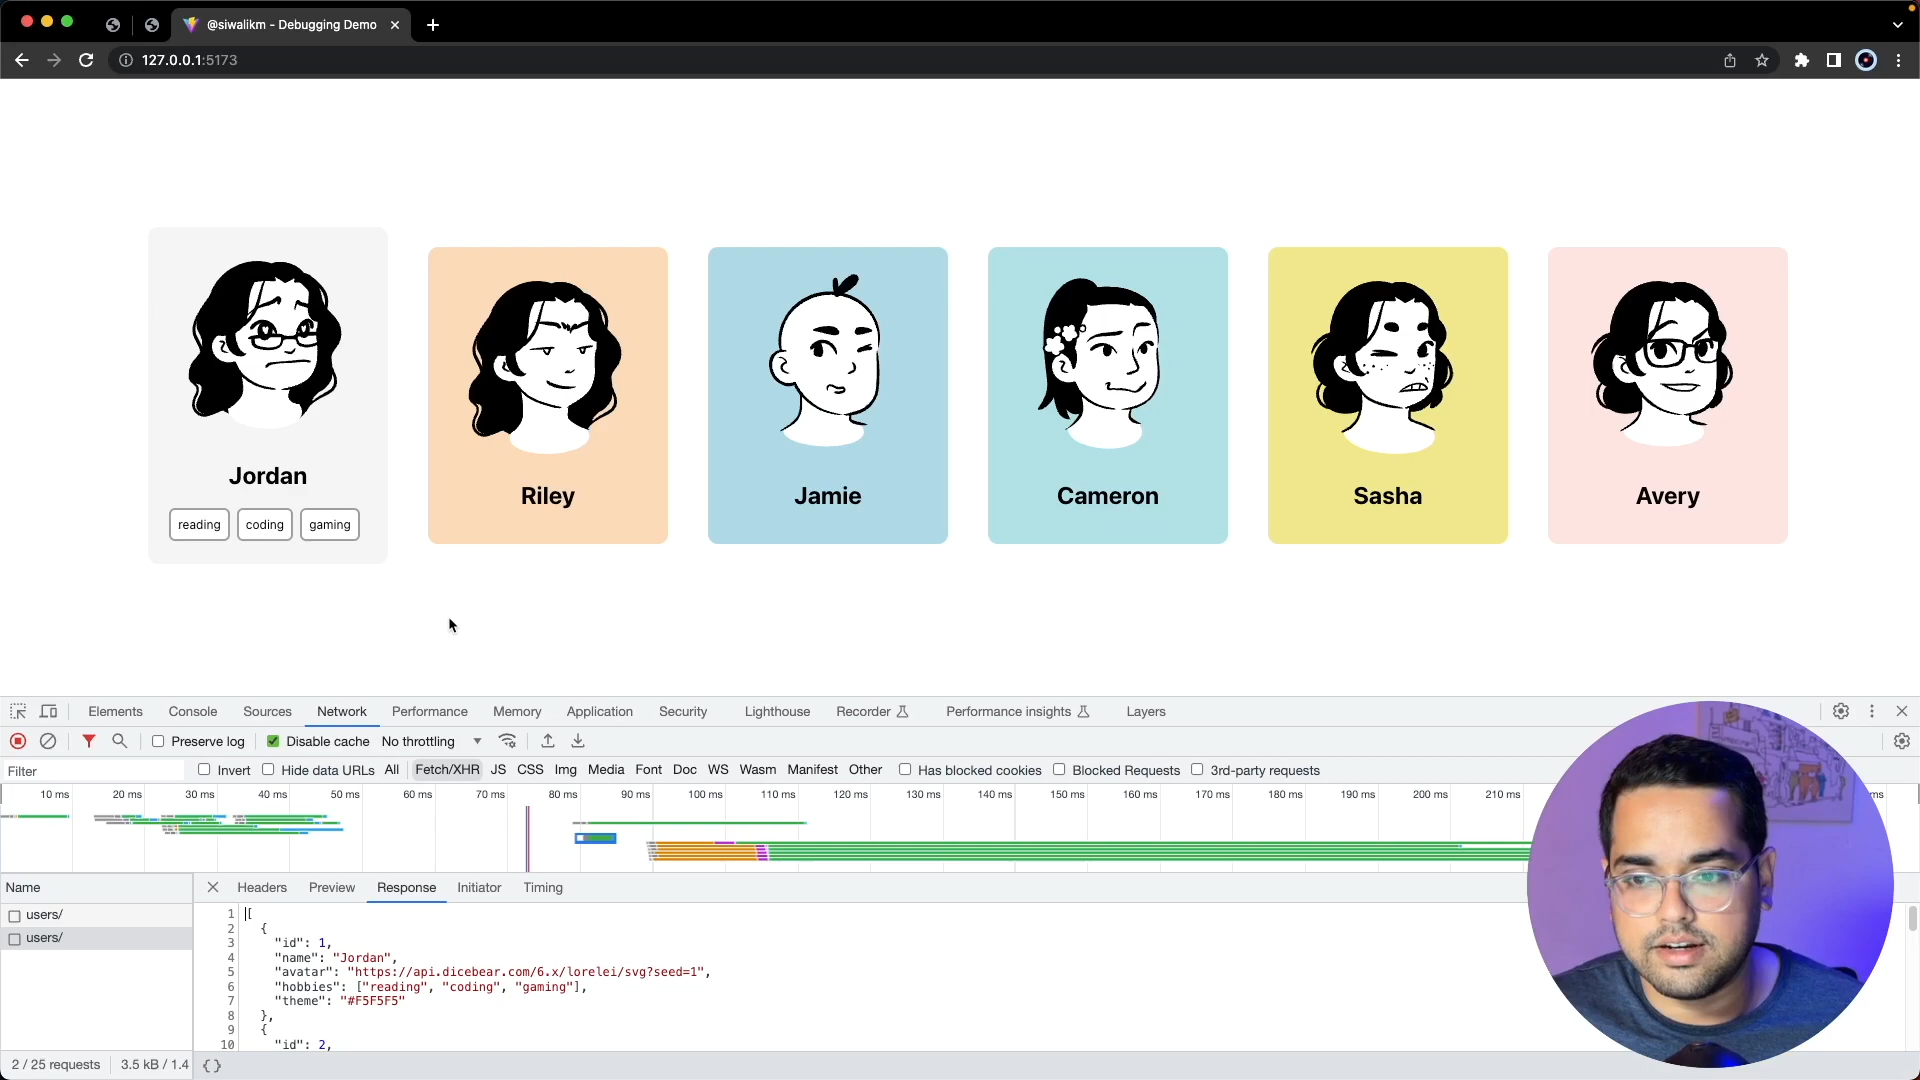 @siwalikm - Debugging Demo
127.0.0.1:5173
Jordan
reading coding gaming
Riley
Jamie
Cameron
Sasha
Avery
Elements Console Sources Network Performance Memory Application Security Lighthouse Recorder Performance insights Layers
Preserve log Disable cache No throttling
Filter Invert Hide data URLs All Fetch/XHR JS CSS Img Media Font Doc WS Wasm Manifest Other Has blocked cookies Blocked Requests 3rd-party requests
10 ms 20 ms 30 ms 40 ms 50 ms 60 ms 70 ms 80 ms 90 ms 100 ms 110 ms 120 ms 130 ms 140 ms 150 ms 160 ms 170 ms 180 ms 190 ms 200 ms 210 ms ms
Name Headers Preview Response Initiator Timing
users/
users/
1 [
2 {
3 "id": 1,
4 "name": "Jordan",
5 "avatar": "https://api.dicebear.com/6.x/lorelei/svg?seed=1",
6 "hobbies": ["reading", "coding", "gaming"],
7 "theme": "#F5F5F5"
8 },
9 {
10 "id": 2,
2 / 25 requests 3.5 kB / 1.4 { }